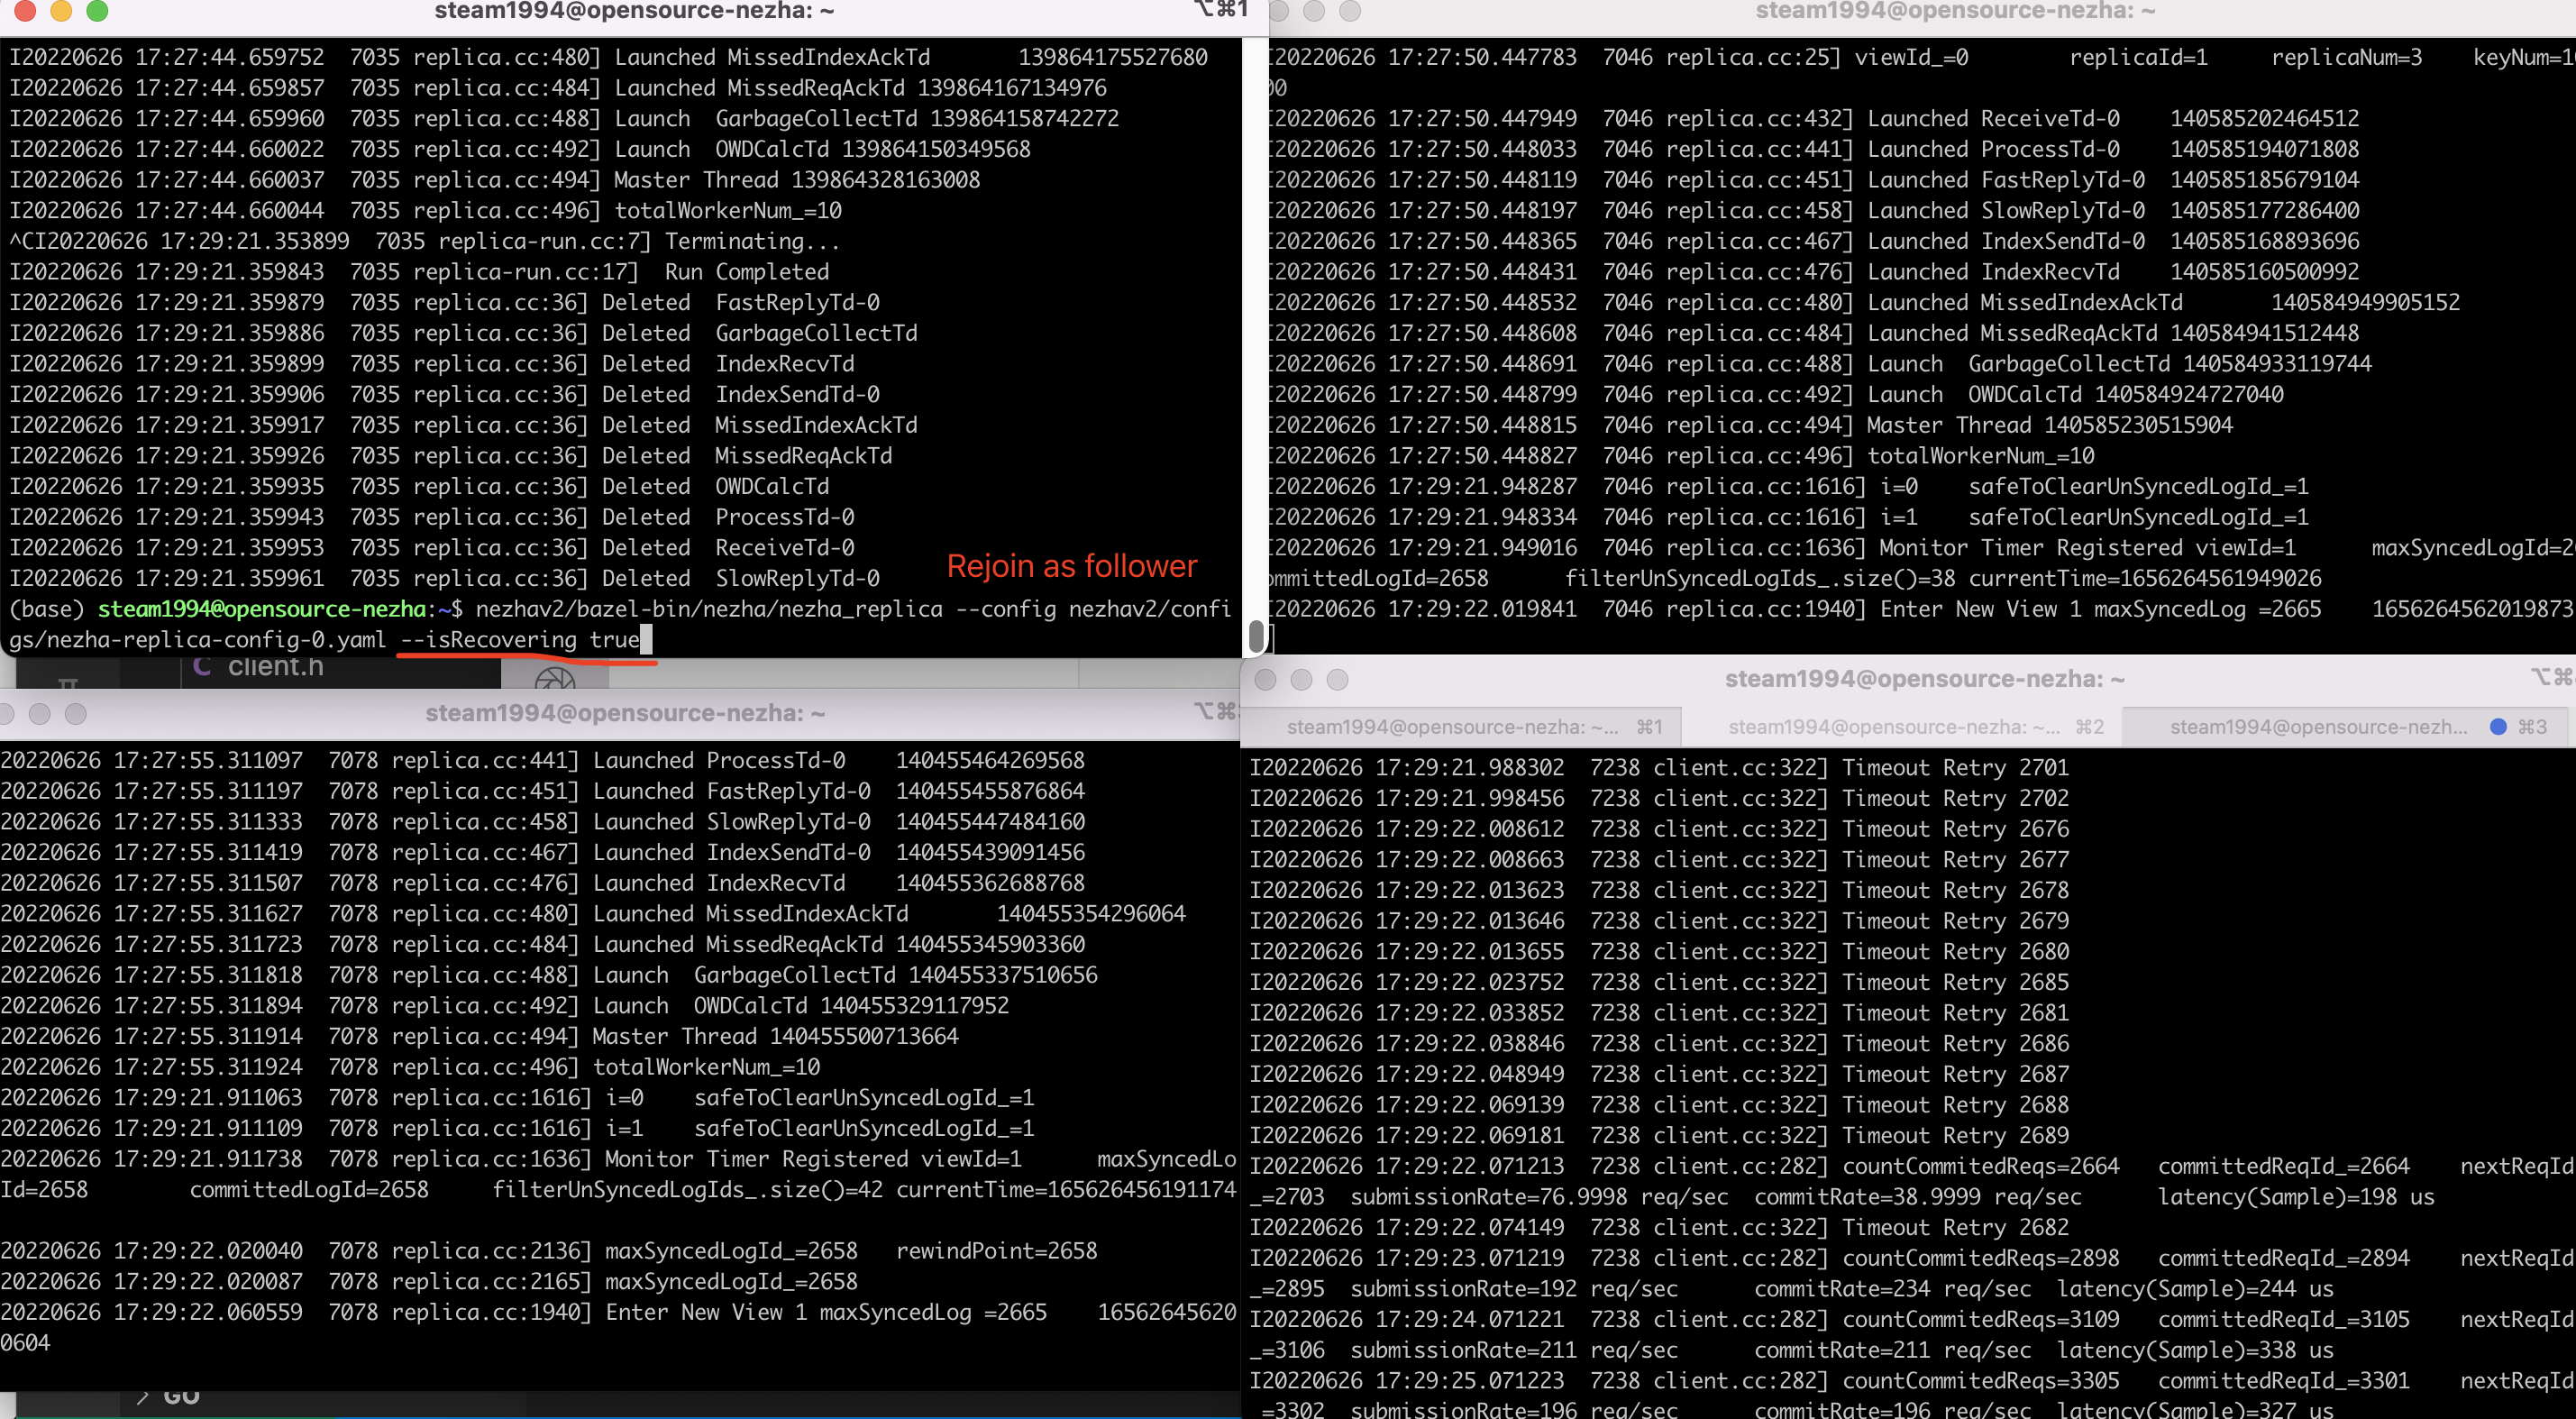 steam1994@opensource-nezha: ~ ⌥⌘1
I20220626 17:27:44.659752 7035 replica.cc:480] Launched MissedIndexAckTd 139864175527680
I20220626 17:27:44.659857 7035 replica.cc:484] Launched MissedReqAckTd 139864167134976
I20220626 17:27:44.659960 7035 replica.cc:488] Launch GarbageCollectTd 139864158742272
I20220626 17:27:44.660022 7035 replica.cc:492] Launch OWDCalcTd 139864150349568
I20220626 17:27:44.660037 7035 replica.cc:494] Master Thread 139864328163008
I20220626 17:27:44.660044 7035 replica.cc:496] totalWorkerNum_=10
^CI20220626 17:29:21.353899 7035 replica-run.cc:7] Terminating...
I20220626 17:29:21.359843 7035 replica-run.cc:17] Run Completed
I20220626 17:29:21.359879 7035 replica.cc:36] Deleted FastReplyTd-0
I20220626 17:29:21.359886 7035 replica.cc:36] Deleted GarbageCollectTd
I20220626 17:29:21.359899 7035 replica.cc:36] Deleted IndexRecvTd
I20220626 17:29:21.359906 7035 replica.cc:36] Deleted IndexSendTd-0
I20220626 17:29:21.359917 7035 replica.cc:36] Deleted MissedIndexAckTd
I20220626 17:29:21.359926 7035 replica.cc:36] Deleted MissedReqAckTd
I20220626 17:29:21.359935 7035 replica.cc:36] Deleted OWDCalcTd
I20220626 17:29:21.359943 7035 replica.cc:36] Deleted ProcessTd-0
I20220626 17:29:21.359953 7035 replica.cc:36] Deleted ReceiveTd-0
Rejoin as follower
I20220626 17:29:21.359961 7035 replica.cc:36] Deleted SlowReplyTd-0
(base) steam1994@opensource-nezha:~$ nezhav2/bazel-bin/nezha/nezha_replica --config nezhav2/confi
gs/nezha-replica-config-0.yaml --isRecovering true
steam1994@opensource-nezha: ~
I20220626 17:27:50.447783 7046 replica.cc:25] viewId_=0 replicaId=1 replicaNum=3 keyNum=1
00
I20220626 17:27:50.447949 7046 replica.cc:432] Launched ReceiveTd-0 140585202464512
I20220626 17:27:50.448033 7046 replica.cc:441] Launched ProcessTd-0 140585194071808
I20220626 17:27:50.448119 7046 replica.cc:451] Launched FastReplyTd-0 140585185679104
I20220626 17:27:50.448197 7046 replica.cc:458] Launched SlowReplyTd-0 140585177286400
I20220626 17:27:50.448365 7046 replica.cc:467] Launched IndexSendTd-0 140585168893696
I20220626 17:27:50.448431 7046 replica.cc:476] Launched IndexRecvTd 140585160500992
I20220626 17:27:50.448532 7046 replica.cc:480] Launched MissedIndexAckTd 140584949905152
I20220626 17:27:50.448608 7046 replica.cc:484] Launched MissedReqAckTd 140584941512448
I20220626 17:27:50.448691 7046 replica.cc:488] Launch GarbageCollectTd 140584933119744
I20220626 17:27:50.448799 7046 replica.cc:492] Launch OWDCalcTd 140584924727040
I20220626 17:27:50.448815 7046 replica.cc:494] Master Thread 140585230515904
I20220626 17:27:50.448827 7046 replica.cc:496] totalWorkerNum_=10
I20220626 17:29:21.948287 7046 replica.cc:1616] i=0 safeToClearUnSyncedLogId_=1
I20220626 17:29:21.948334 7046 replica.cc:1616] i=1 safeToClearUnSyncedLogId_=1
I20220626 17:29:21.949016 7046 replica.cc:1636] Monitor Timer Registered viewId=1 maxSyncedLogId=2
ommittedLogId=2658 filterUnSyncedLogIds_.size()=38 currentTime=1656264561949026
I20220626 17:29:22.019841 7046 replica.cc:1940] Enter New View 1 maxSyncedLog =2665 1656264562019873
client.h
steam1994@opensource-nezha: ~ ⌥⌘
20220626 17:27:55.311097 7078 replica.cc:441] Launched ProcessTd-0 140455464269568
20220626 17:27:55.311197 7078 replica.cc:451] Launched FastReplyTd-0 140455455876864
20220626 17:27:55.311333 7078 replica.cc:458] Launched SlowReplyTd-0 140455447484160
20220626 17:27:55.311419 7078 replica.cc:467] Launched IndexSendTd-0 140455439091456
20220626 17:27:55.311507 7078 replica.cc:476] Launched IndexRecvTd 140455362688768
20220626 17:27:55.311627 7078 replica.cc:480] Launched MissedIndexAckTd 140455354296064
20220626 17:27:55.311723 7078 replica.cc:484] Launched MissedReqAckTd 140455345903360
20220626 17:27:55.311818 7078 replica.cc:488] Launch GarbageCollectTd 140455337510656
20220626 17:27:55.311894 7078 replica.cc:492] Launch OWDCalcTd 140455329117952
20220626 17:27:55.311914 7078 replica.cc:494] Master Thread 140455500713664
20220626 17:27:55.311924 7078 replica.cc:496] totalWorkerNum_=10
20220626 17:29:21.911063 7078 replica.cc:1616] i=0 safeToClearUnSyncedLogId_=1
20220626 17:29:21.911109 7078 replica.cc:1616] i=1 safeToClearUnSyncedLogId_=1
20220626 17:29:21.911738 7078 replica.cc:1636] Monitor Timer Registered viewId=1 maxSyncedLo
Id=2658 committedLogId=2658 filterUnSyncedLogIds_.size()=42 currentTime=165626456191174
20220626 17:29:22.020040 7078 replica.cc:2136] maxSyncedLogId_=2658 rewindPoint=2658
20220626 17:29:22.020087 7078 replica.cc:2165] maxSyncedLogId_=2658
20220626 17:29:22.060559 7078 replica.cc:1940] Enter New View 1 maxSyncedLog =2665 16562645620
0604
> GO
steam1994@opensource-nezha: ~ ⌥⌘
steam1994@opensource-nezha: ~... ⌘1 steam1994@opensource-nezha: ~... ⌘2 steam1994@opensource-nezh... ⌘3
I20220626 17:29:21.988302 7238 client.cc:322] Timeout Retry 2701
I20220626 17:29:21.998456 7238 client.cc:322] Timeout Retry 2702
I20220626 17:29:22.008612 7238 client.cc:322] Timeout Retry 2676
I20220626 17:29:22.008663 7238 client.cc:322] Timeout Retry 2677
I20220626 17:29:22.013623 7238 client.cc:322] Timeout Retry 2678
I20220626 17:29:22.013646 7238 client.cc:322] Timeout Retry 2679
I20220626 17:29:22.013655 7238 client.cc:322] Timeout Retry 2680
I20220626 17:29:22.023752 7238 client.cc:322] Timeout Retry 2685
I20220626 17:29:22.033852 7238 client.cc:322] Timeout Retry 2681
I20220626 17:29:22.038846 7238 client.cc:322] Timeout Retry 2686
I20220626 17:29:22.048949 7238 client.cc:322] Timeout Retry 2687
I20220626 17:29:22.069139 7238 client.cc:322] Timeout Retry 2688
I20220626 17:29:22.069181 7238 client.cc:322] Timeout Retry 2689
I20220626 17:29:22.071213 7238 client.cc:282] countCommitedReqs=2664 committedReqId_=2664 nextReqId
_=2703 submissionRate=76.9998 req/sec commitRate=38.9999 req/sec latency(Sample)=198 us
I20220626 17:29:22.074149 7238 client.cc:322] Timeout Retry 2682
I20220626 17:29:23.071219 7238 client.cc:282] countCommitedReqs=2898 committedReqId_=2894 nextReqId
_=2895 submissionRate=192 req/sec commitRate=234 req/sec latency(Sample)=244 us
I20220626 17:29:24.071221 7238 client.cc:282] countCommitedReqs=3109 committedReqId_=3105 nextReqId
_=3106 submissionRate=211 req/sec commitRate=211 req/sec latency(Sample)=338 us
I20220626 17:29:25.071223 7238 client.cc:282] countCommitedReqs=3305 committedReqId_=3301 nextReqId
_=3302 submissionRate=196 req/sec commitRate=196 req/sec latency(Sample)=327 us